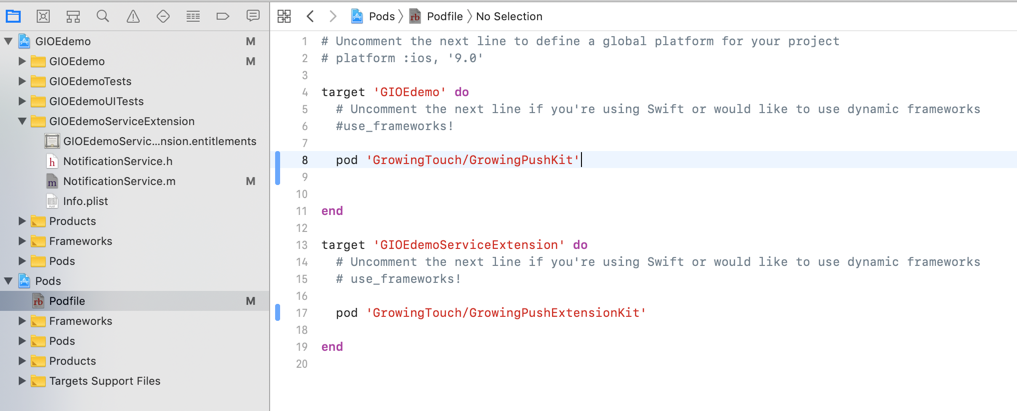 Pods
Podfile
No Selection
GIOEdemo M
GIOEdemo M
GIOEdemoTests
GIOEdemoUITests
GIOEdemoServiceExtension
GIOEdemoServic...nsion.entitlements
h NotificationService.h
m NotificationService.m M
Info.plist
Products
Frameworks
Pods
Pods
rb Podfile M
Frameworks
Pods
Products
Targets Support Files
1 # Uncomment the next line to define a global platform for your project
2 # platform :ios, '9.0'
3
4 target 'GIOEdemo' do
5 # Uncomment the next line if you're using Swift or would like to use dynamic frameworks
6 #use_frameworks!
7
8 pod 'GrowingTouch/GrowingPushKit'
9
10
11 end
12
13 target 'GIOEdemoServiceExtension' do
14 # Uncomment the next line if you're using Swift or would like to use dynamic frameworks
15 # use_frameworks!
16
17 pod 'GrowingTouch/GrowingPushExtensionKit'
18
19 end
20